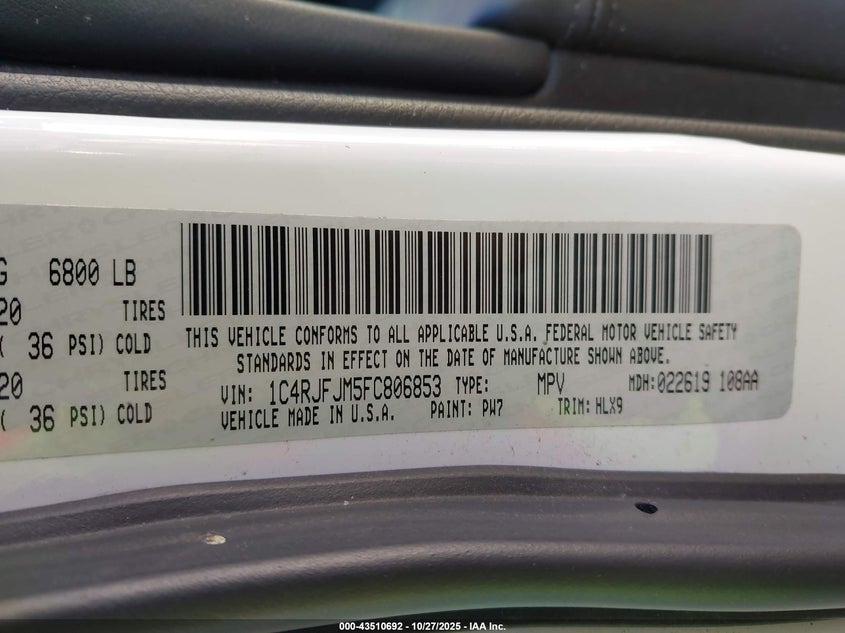 G 6800 LB
20 TIRES
( 36 PSI) COLD
20 TIRES
( 36 PSI) COLD
THIS VEHICLE CONFORMS TO ALL APPLICABLE U.S.A. FEDERAL MOTOR VEHICLE SAFETY
STANDARDS IN EFFECT ON THE DATE OF MANUFACTURE SHOWN ABOVE.
VIN: 1C4RJFJM5FC806853 TYPE: MPV MDH: 022619 108AA
VEHICLE MADE IN U.S.A. PAINT: PW7 TRIM: HLX9
000-43510692 - 10/27/2025 - IAA Inc.